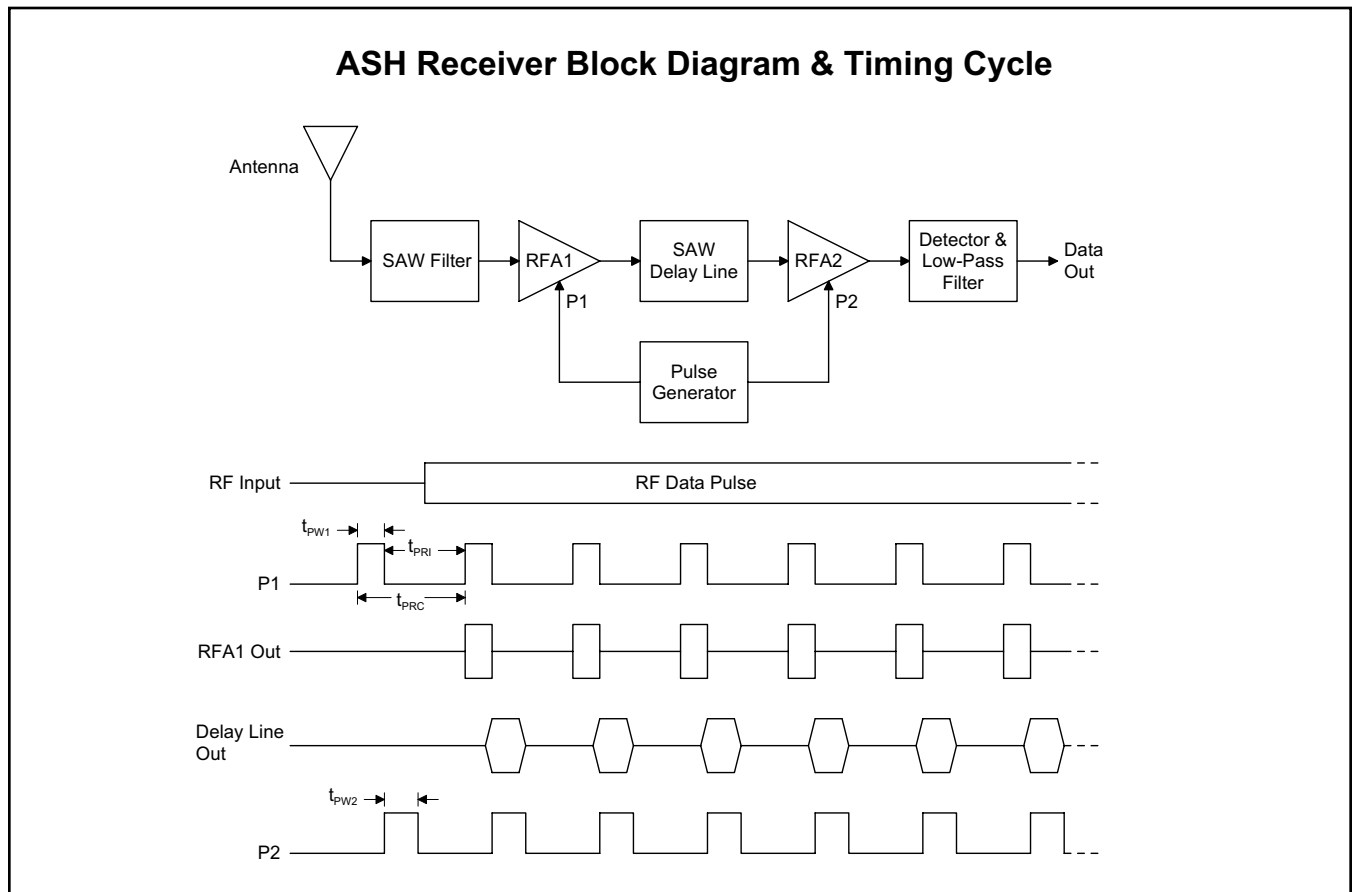 ASH Receiver Block Diagram & Timing Cycle
Antenna
SAW Filter
RFA1
SAW
Delay Line
RFA2
Detector &
Low-Pass
Filter
Data
Out
P1
P2
Pulse
Generator
RF Input
RF Data Pulse
tPW1
tPRI
P1
tPRC
RFA1 Out
Delay Line
Out
tPW2
P2